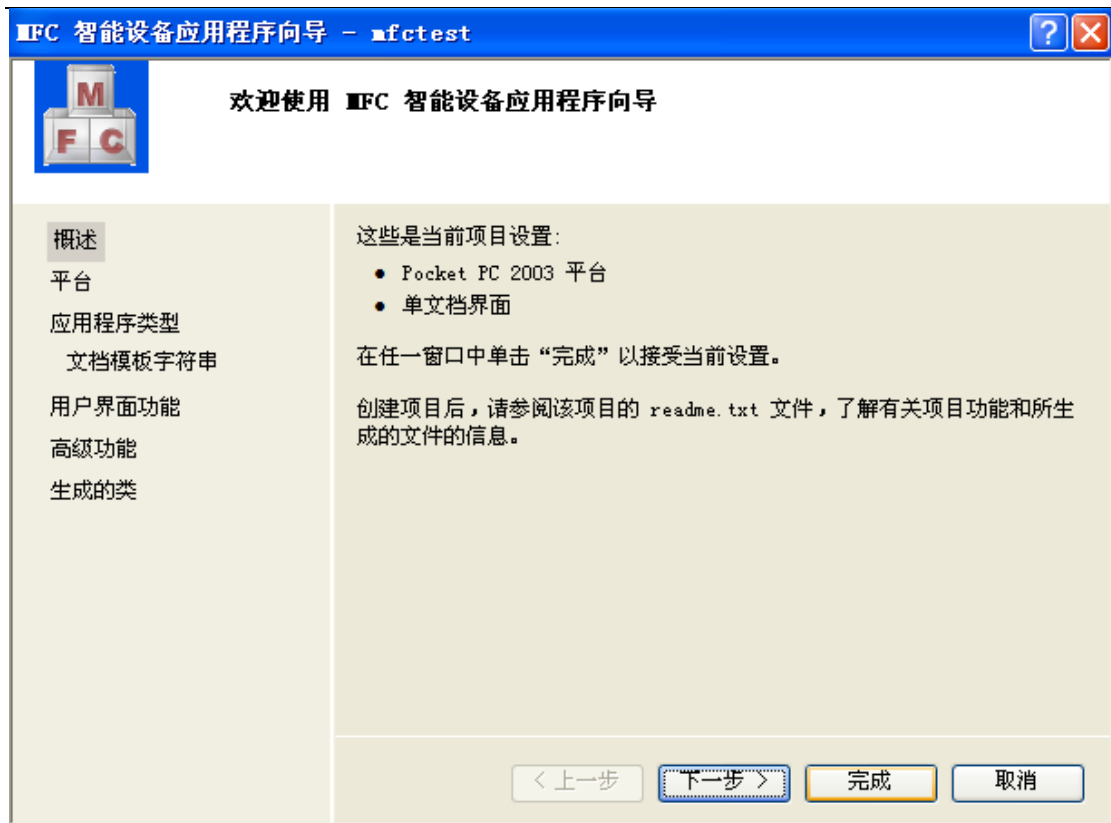 MFC 智能设备应用程序向导 - mfctest
M
F C
欢迎使用 MFC 智能设备应用程序向导
概述
平台
应用程序类型
文档模板字符串
用户界面功能
高级功能
生成的类
这些是当前项目设置:
• Pocket PC 2003 平台
• 单文档界面
在任一窗口中单击“完成”以接受当前设置。
创建项目后，请参阅该项目的 readme.txt 文件，了解有关项目功能和所生
成的文件的信息。
< 上一步
下一步 >
完成
取消